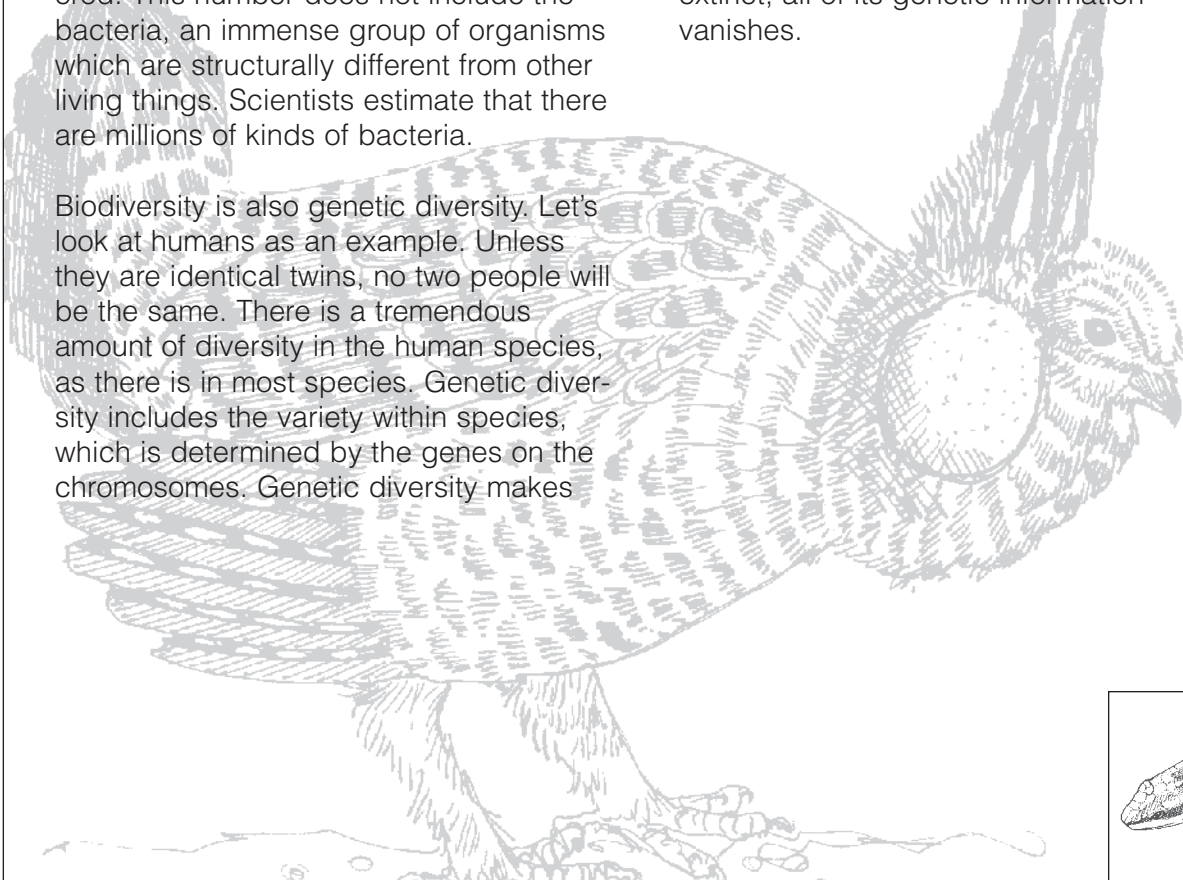 ered. This number does not include the
bacteria, an immense group of organisms
which are structurally different from other
living things. Scientists estimate that there
are millions of kinds of bacteria.
Biodiversity is also genetic diversity. Let's
look at humans as an example. Unless
they are identical twins, no two people will
be the same. There is a tremendous
amount of diversity in the human species,
as there is in most species. Genetic diver-
sity includes the variety within species,
which is determined by the genes on the
chromosomes. Genetic diversity makes
extinct, all of its genetic information
vanishes.